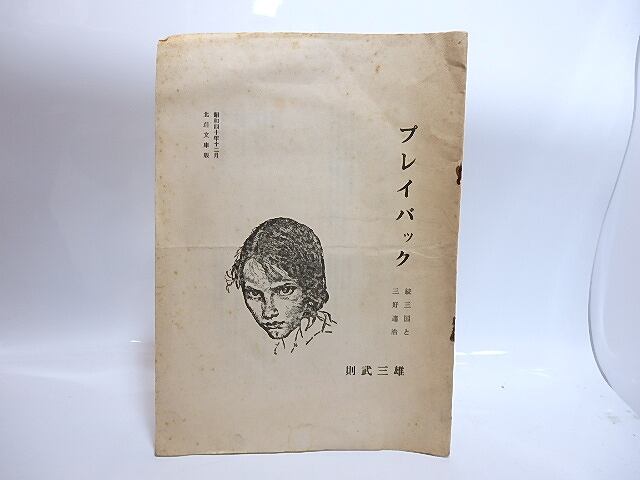 プレイバック
続三国と
三好達治
則武三雄
昭和四十年十二月
北荘文庫版